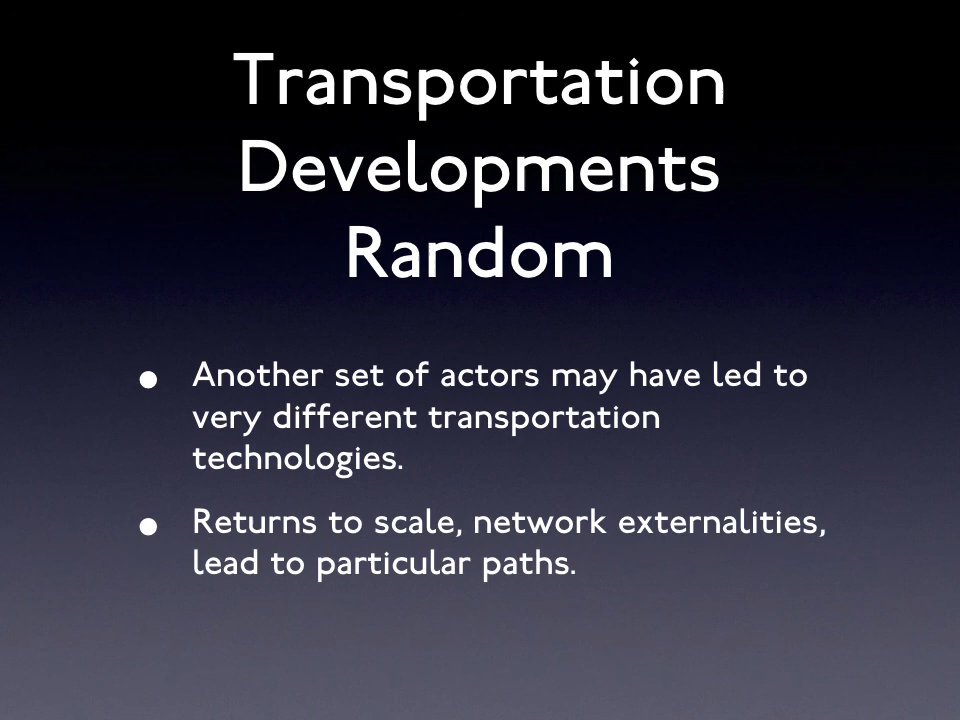 Transportation
Developments
Random
• Another set of actors may have led to
very different transportation
technologies.
• Returns to scale, network externalities,
lead to particular paths.